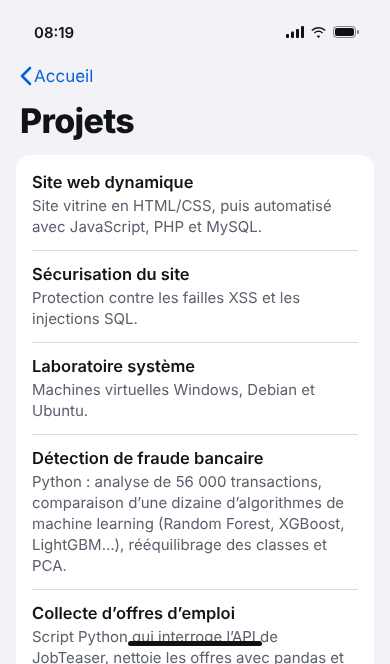 08:19
Accueil
Projets
Site web dynamique
Site vitrine en HTML/CSS, puis automatisé
avec JavaScript, PHP et MySQL.
Sécurisation du site
Protection contre les failles XSS et les
injections SQL.
Laboratoire système
Machines virtuelles Windows, Debian et
Ubuntu.
Détection de fraude bancaire
Python : analyse de 56 000 transactions,
comparaison d’une dizaine d’algorithmes de
machine learning (Random Forest, XGBoost,
LightGBM…), rééquilibrage des classes et
PCA.
Collecte d’offres d’emploi
Script Python qui interroge l’API de
JobTeaser, nettoie les offres avec pandas et